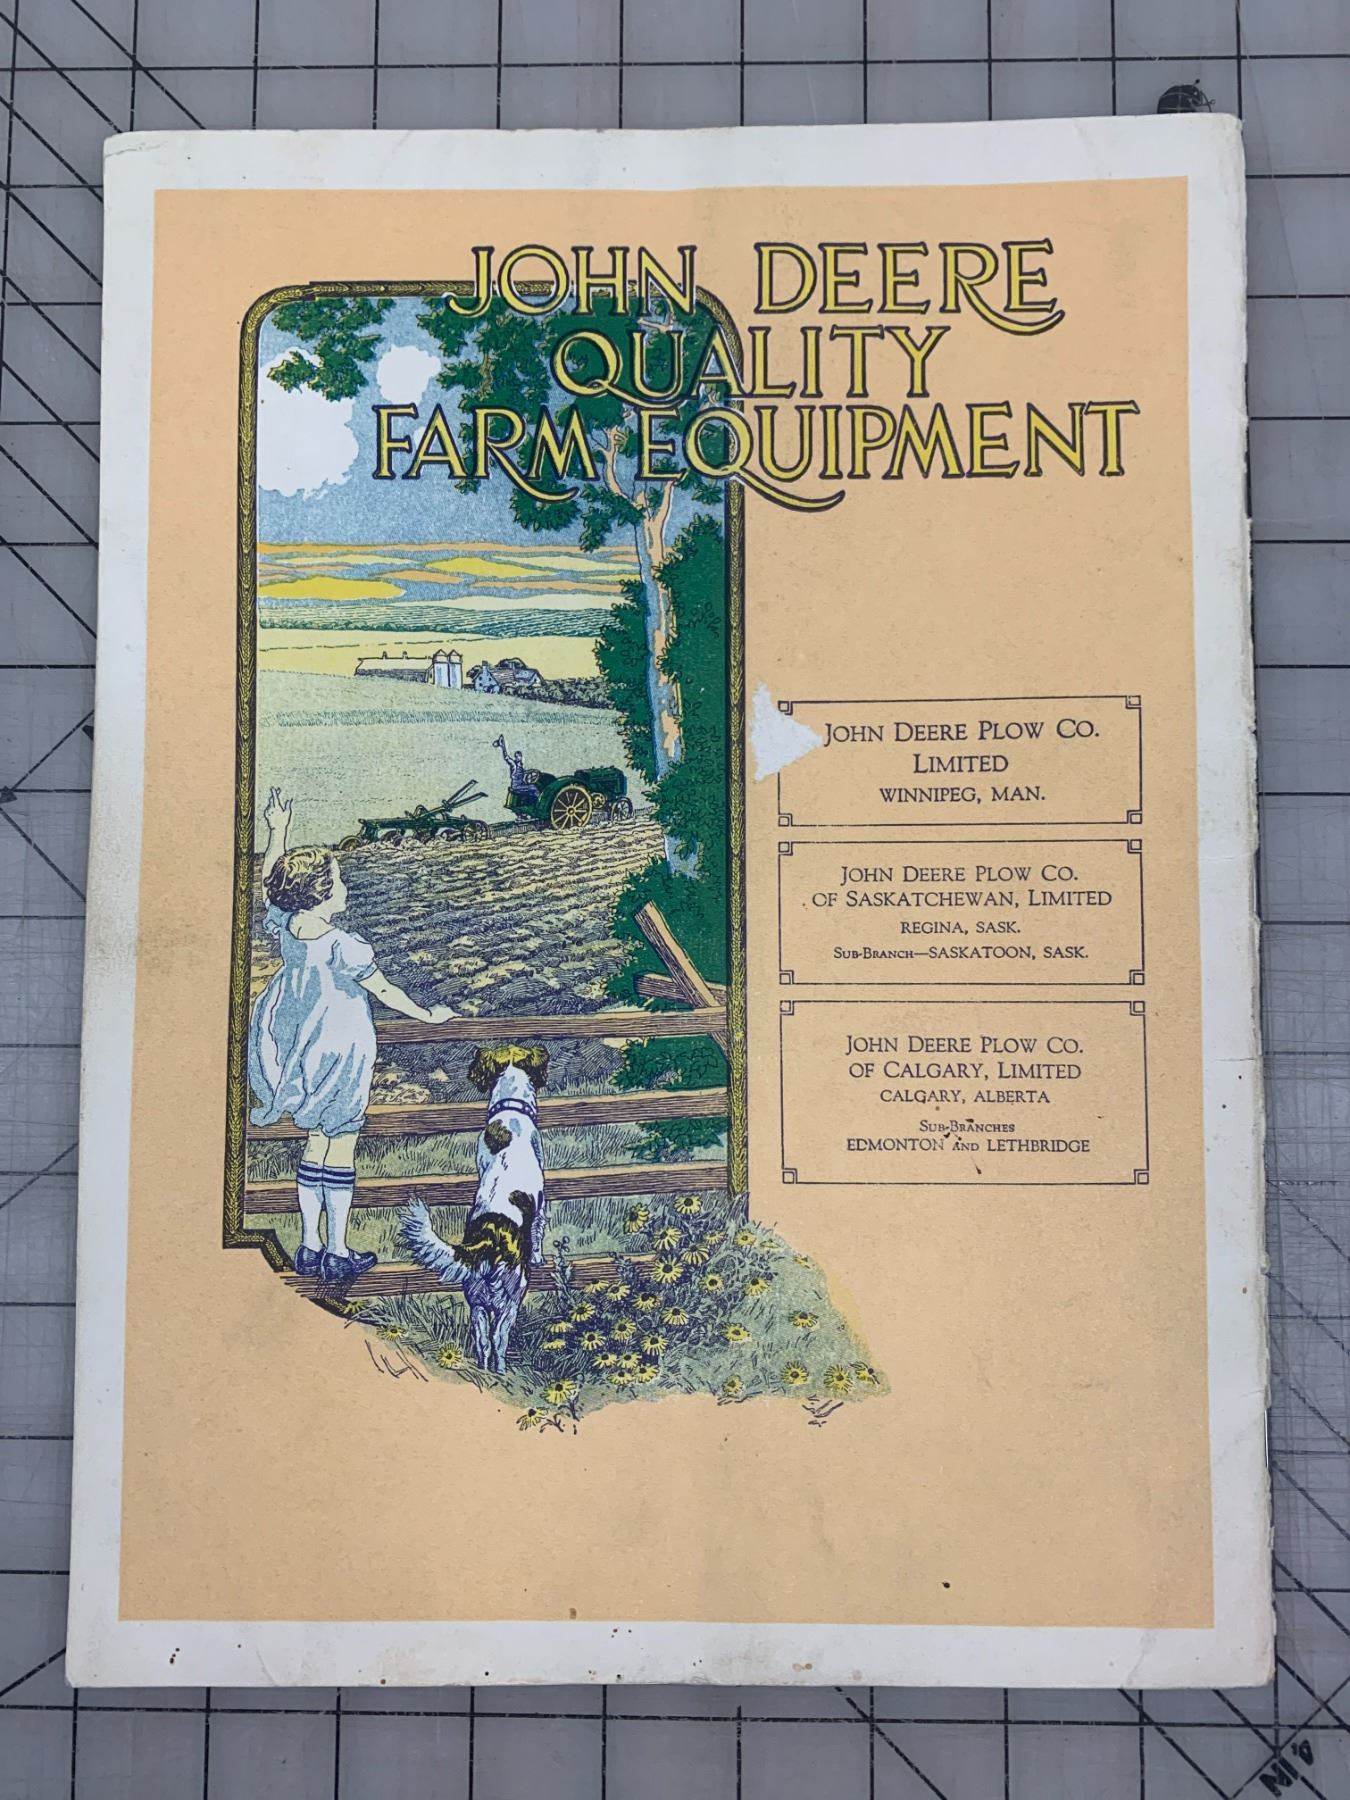 JOHN DEERE
QUALITY
FARM EQUIPMENT
JOHN DEERE PLOW CO.
LIMITED
WINNIPEG, MAN.
JOHN DEERE PLOW CO.
OF SASKATCHEWAN, LIMITED
REGINA, SASK.
SUB-BRANCH—SASKATOON, SASK.
JOHN DEERE PLOW CO.
OF CALGARY, LIMITED
CALGARY, ALBERTA
SUB-BRANCHES
EDMONTON AND LETHBRIDGE